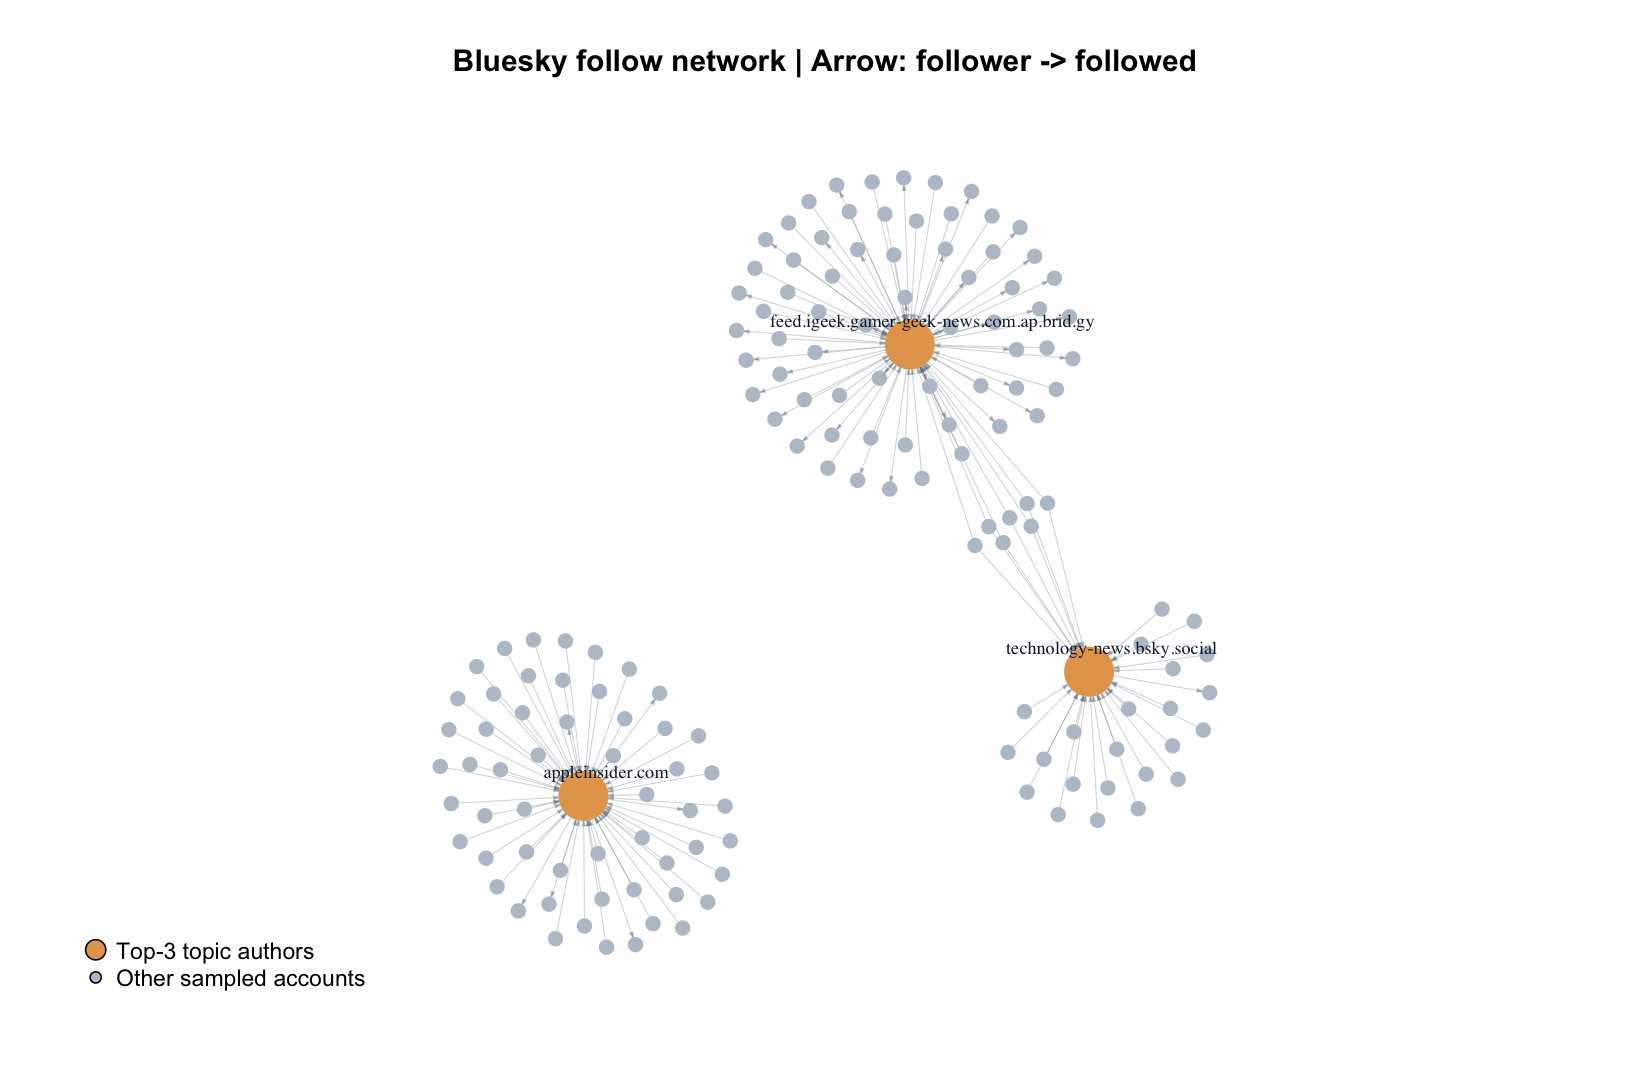 Bluesky follow network | Arrow: follower -> followed
feed.igeek.gamer-geek-news.com.ap.brid.gy
technology-news.bsky.social
appleinsider.com
Top-3 topic authors
Other sampled accounts